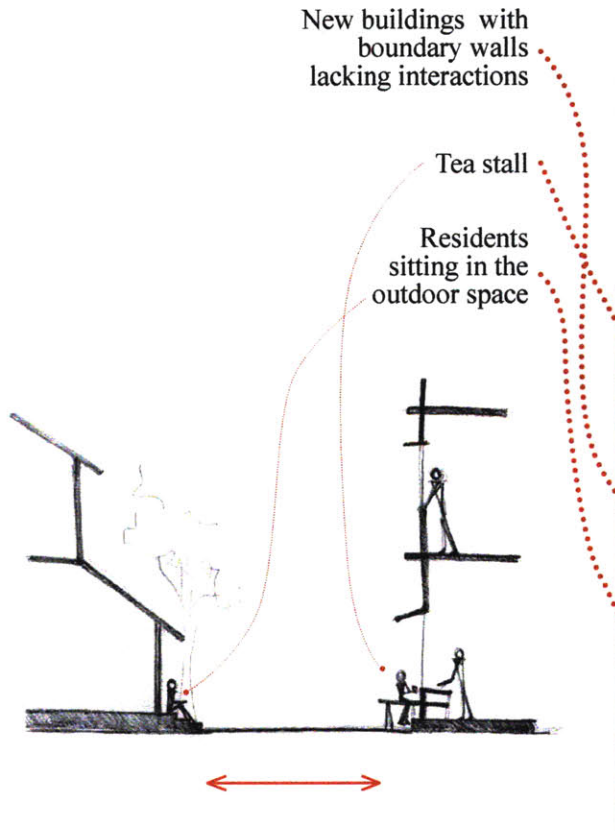 New buildings with
boundary walls
lacking interactions
Tea stall
Residents
sitting in the
outdoor space